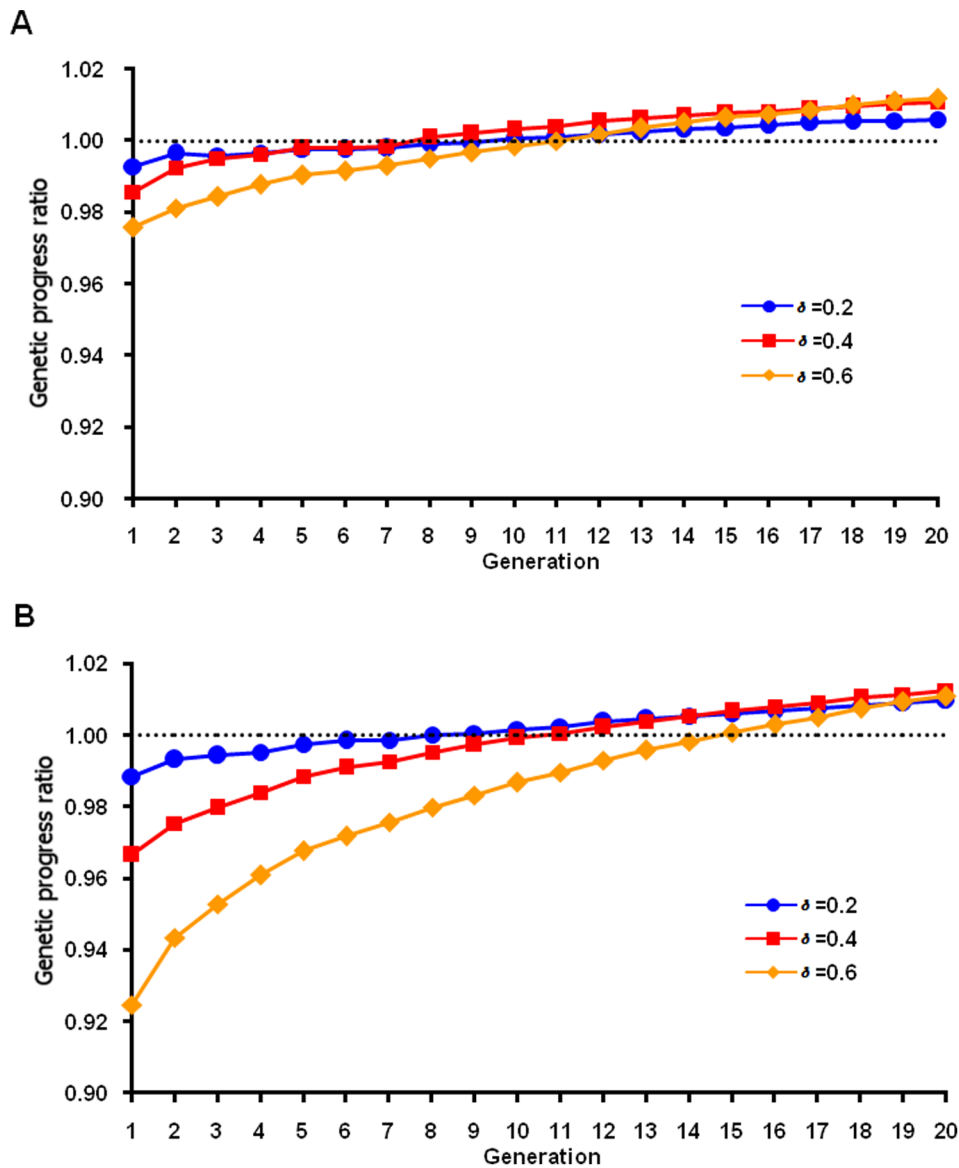 A
Genetic progress ratio
1.02
1.00
0.98
0.96
0.94
0.92
0.90
δ =0.2
δ =0.4
δ =0.6
1 2 3 4 5 6 7 8 9 10 11 12 13 14 15 16 17 18 19 20
Generation
B
Genetic progress ratio
1.02
1.00
0.98
0.96
0.94
0.92
0.90
δ =0.2
δ =0.4
δ =0.6
1 2 3 4 5 6 7 8 9 10 11 12 13 14 15 16 17 18 19 20
Generation